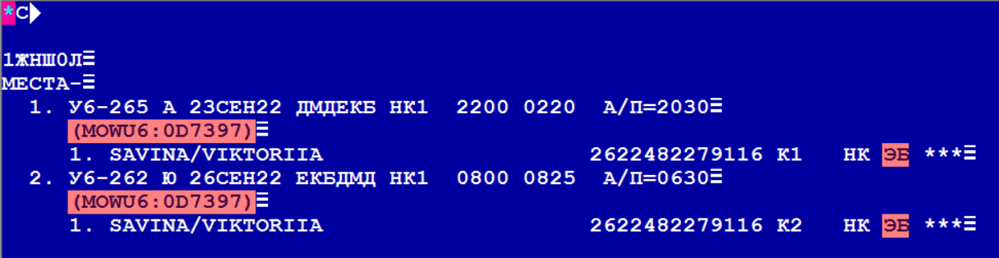 *С▶
1ЖНШ0Л☰
МЕСТА-☰
1. У6-265 А 23СЕН22 ДМДЕКБ НК1 2200 0220 А/П=2030☰
(MOWU6:0D7397)☰
1. SAVINA/VIKTORIIA 2622482279116 К1 НК ЭБ ***☰
2. У6-262 Ю 26СЕН22 ЕКБДМД НК1 0800 0825 А/П=0630☰
(MOWU6:0D7397)☰
1. SAVINA/VIKTORIIA 2622482279116 К2 НК ЭБ ***☰